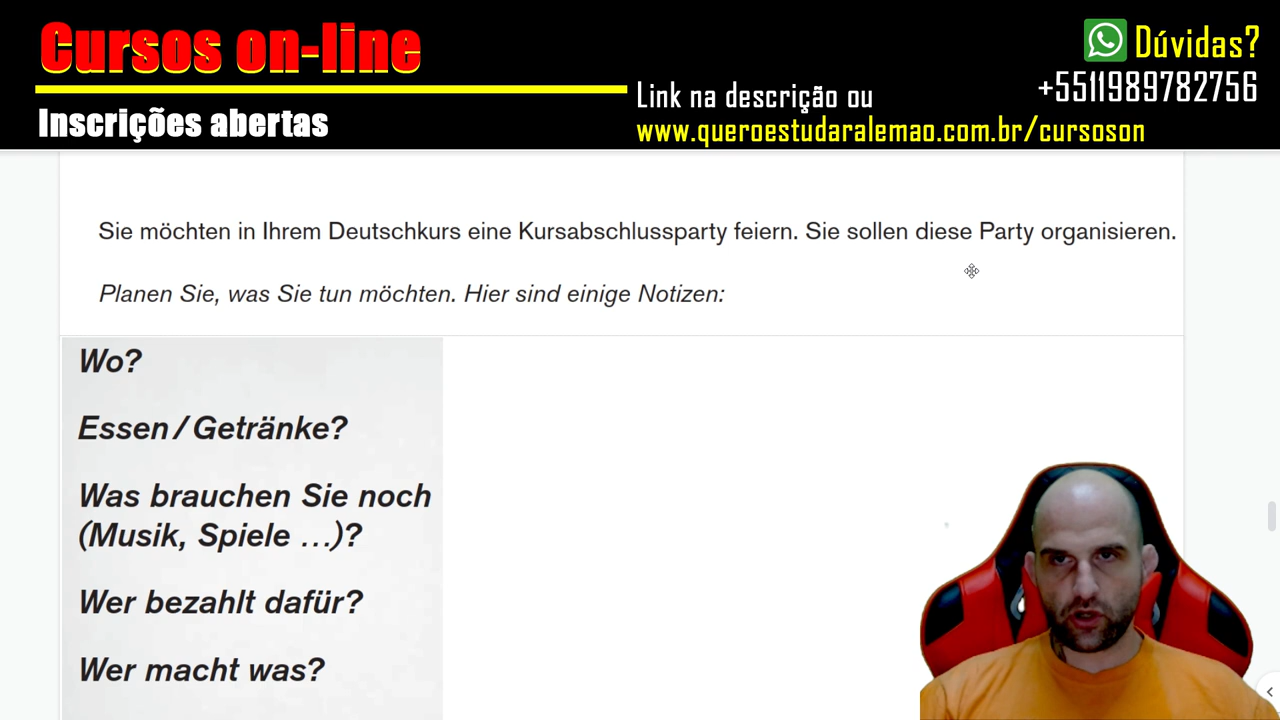 Cursos on-line
Inscrições abertas
Link na descrição ou
www.queroestudaralemao.com.br/cursoson
Dúvidas?
+5511989782756
Sie möchten in Ihrem Deutschkurs eine Kursabschlussparty feiern. Sie sollen diese Party organisieren.
Planen Sie, was Sie tun möchten. Hier sind einige Notizen:
Wo?
Essen / Getränke?
Was brauchen Sie noch
(Musik, Spiele …)?
Wer bezahlt dafür?
Wer macht was?